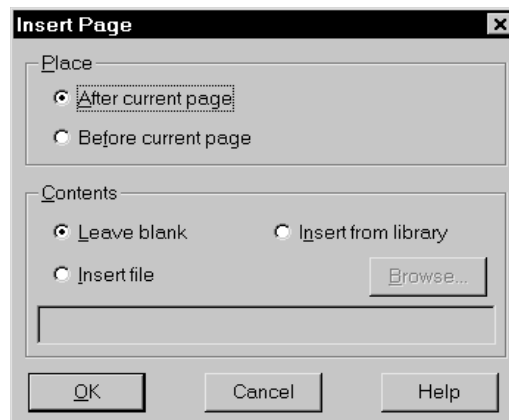 Insert Page
Place
After current page
Before current page
Contents
Leave blank Insert from library
Insert file Browse...
OK Cancel Help